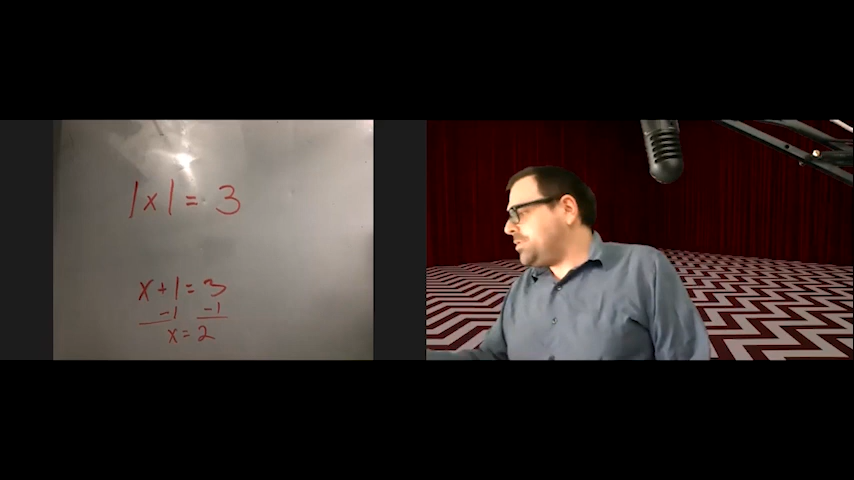 |x| = 3
x + 1 = 3
-1 -1
x = 2